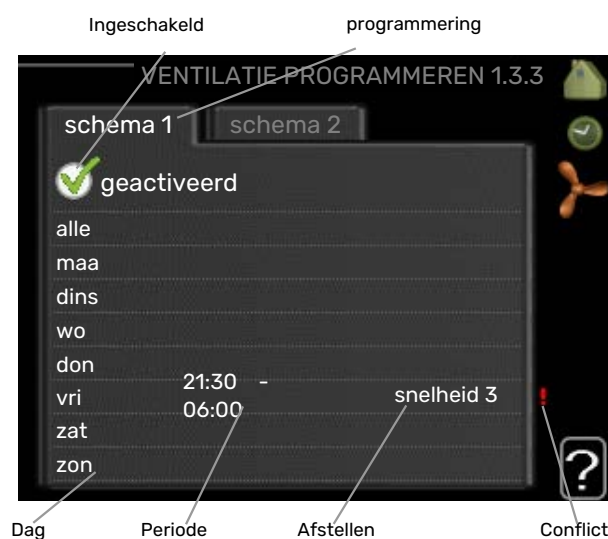 Ingeschakeld programmering
VENTILATIE PROGRAMMEREN 1.3.3
schema 1 schema 2
geactiveerd
alle
maa
dins
wo
don
21:30 -
vri snelheid 3 !
06:00
zat
zon
?
Dag Periode Afstellen Conflict